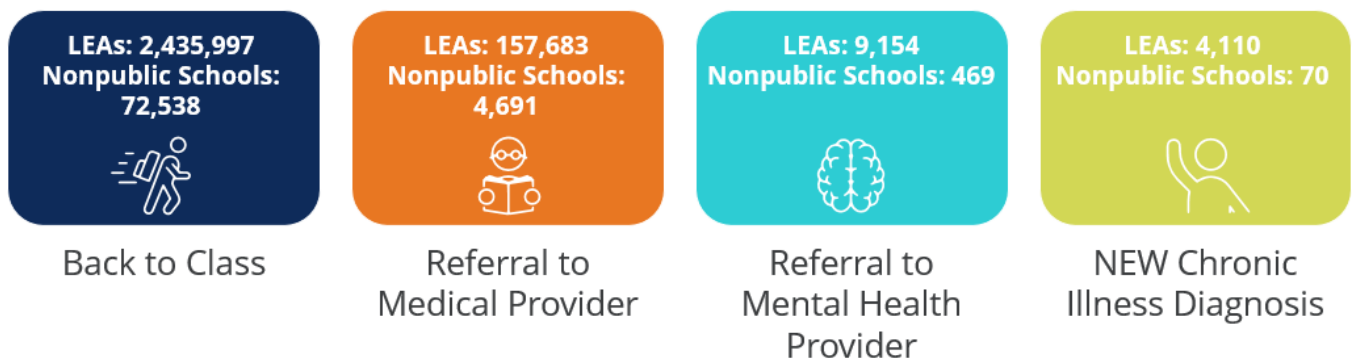 LEAs: 2,435,997
Nonpublic Schools:
72,538
Back to Class
LEAs: 157,683
Nonpublic Schools:
4,691
Referral to
Medical Provider
LEAs: 9,154
Nonpublic Schools: 469
Referral to
Mental Health
Provider
LEAs: 4,110
Nonpublic Schools: 70
NEW Chronic
Illness Diagnosis